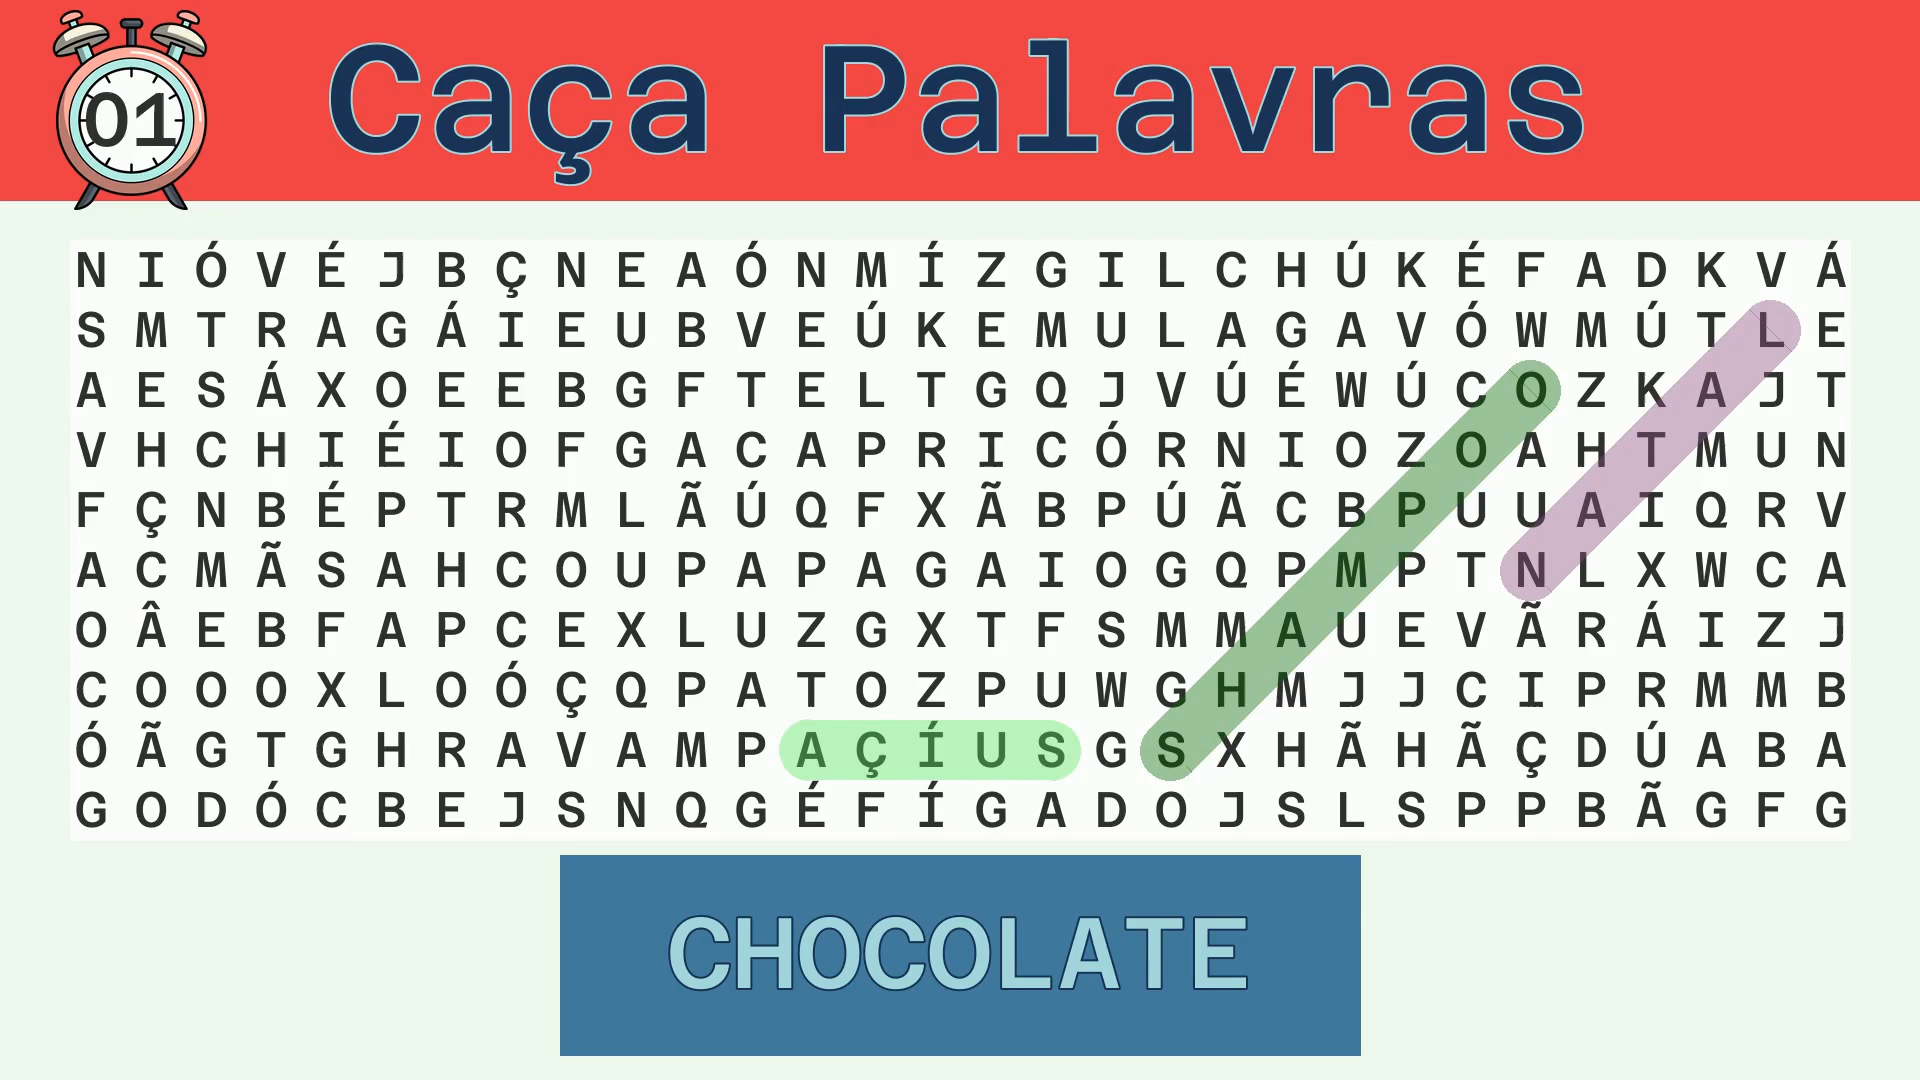 01
Caça Palavras
N I Ó V É J B Ç N E A Ó N M Í Z G I L C H Ú K É F A D K V Á
S M T R A G Á I E U B V E Ú K E M U L A G A V Ó W M Ú T L E
A E S Á X O E E B G F T E L T G Q J V Ú É W Ú C O Z K A J T
V H C H I É I O F G A C A P R I C Ó R N I O Z O A H T M U N
F Ç N B É P T R M L Ã Ú Q F X Ã B P Ú Ã C B P U U A I Q R V
A C M Ã S A H C O U P A P A G A I O G Q P M P T N L X W C A
O Â E B F A P C E X L U Z G X T F S M M A U E V Ã R Á I Z J
C O O O X L O Ó Ç Q P A T O Z P U W G H M J J C I P R M M B
Ó Ã G T G H R A V A M P A Ç Í U S G S X H Ã H Ã Ç D Ú A B A
G O D Ó C B E J S N Q G É F Í G A D O J S L S P P B Ã G F G
CHOCOLATE